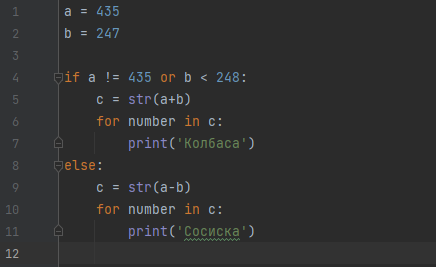 1 a = 435
2 b = 247
3
4 if a != 435 or b < 248:
5     c = str(a+b)
6     for number in c:
7         print('Колбаса')
8 else:
9     c = str(a-b)
10     for number in c:
11         print('Сосиска')
12